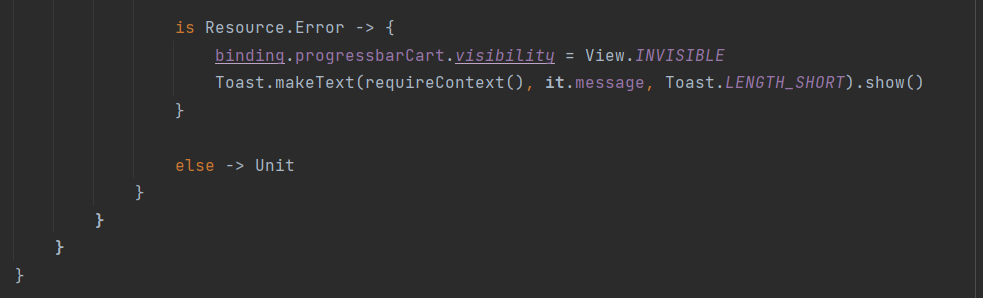 is Resource.Error -> {
binding.progressbarCart.visibility = View.INVISIBLE
Toast.makeText(requireContext(), it.message, Toast.LENGTH_SHORT).show()
}
else -> Unit
}
}
}
}